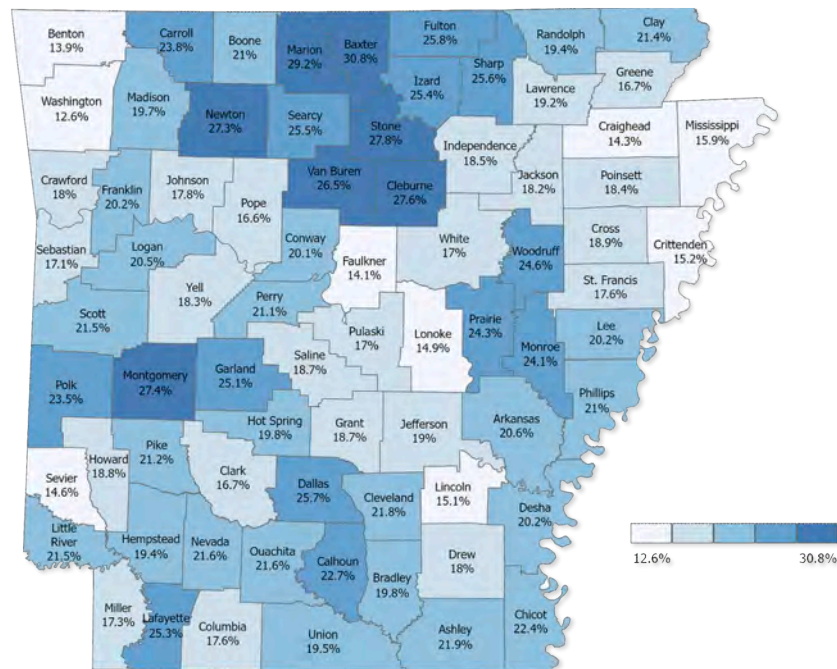 Benton
13.9%
Carroll
23.8%
Boone
21%
Marion
29.2%
Baxter
30.8%
Fulton
25.8%
Randolph
19.4%
Clay
21.4%
Sharp
25.6%
Izard
25.4%
Greene
16.7%
Lawrence
19.2%
Washington
12.6%
Madison
19.7%
Newton
27.3%
Searcy
25.5%
Stone
27.8%
Craighead
14.3%
Mississippi
15.9%
Independence
18.5%
Crawford
18%
Franklin
20.2%
Johnson
17.8%
Van Buren
26.5%
Cleburne
27.6%
Jackson
18.2%
Poinsett
18.4%
Pope
16.6%
Sebastian
17.1%
Logan
20.5%
Conway
20.1%
White
17%
Woodruff
24.6%
Cross
18.9%
Crittenden
15.2%
Faulkner
14.1%
Yell
18.3%
St. Francis
17.6%
Scott
21.5%
Perry
21.1%
Pulaski
17%
Lonoke
14.9%
Prairie
24.3%
Monroe
24.1%
Lee
20.2%
Saline
18.7%
Polk
23.5%
Montgomery
27.4%
Garland
25.1%
Phillips
21%
Hot Spring
19.8%
Grant
18.7%
Jefferson
19%
Arkansas
20.6%
Howard
18.8%
Pike
21.2%
Clark
16.7%
Sevier
14.6%
Dallas
25.7%
Cleveland
21.8%
Lincoln
15.1%
Desha
20.2%
Little
River
21.5%
Hempstead
19.4%
Nevada
21.6%
Ouachita
21.6%
Calhoun
22.7%
Bradley
19.8%
Drew
18%
Miller
17.3%
Lafayette
25.3%
Columbia
17.6%
Union
19.5%
Ashley
21.9%
Chicot
22.4%
12.6% 30.8%